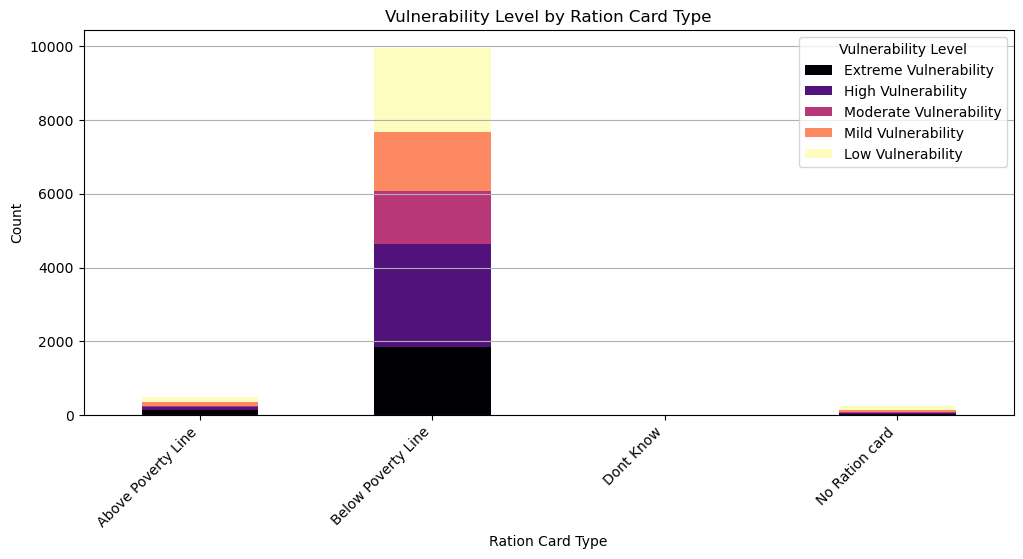 Vulnerability Level by Ration Card Type
Vulnerability Level
Extreme Vulnerability
High Vulnerability
Moderate Vulnerability
Mild Vulnerability
Low Vulnerability
Count
10000
8000
6000
4000
2000
0
Above Poverty Line
Below Poverty Line
Dont Know
No Ration card
Ration Card Type